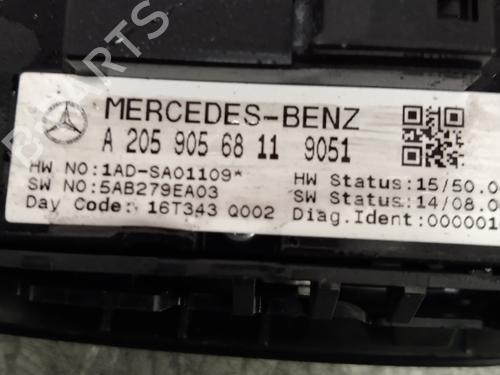 MERCEDES-BENZ
A 205 905 68 11 9051
HW NO:1AD-SA01109*
SW NO:5AB279EA03
Day Code: 16T343 Q002
HW Status:15/50.0
SW Status:14/08.0
Diag.Ident:000001
B-PARTS